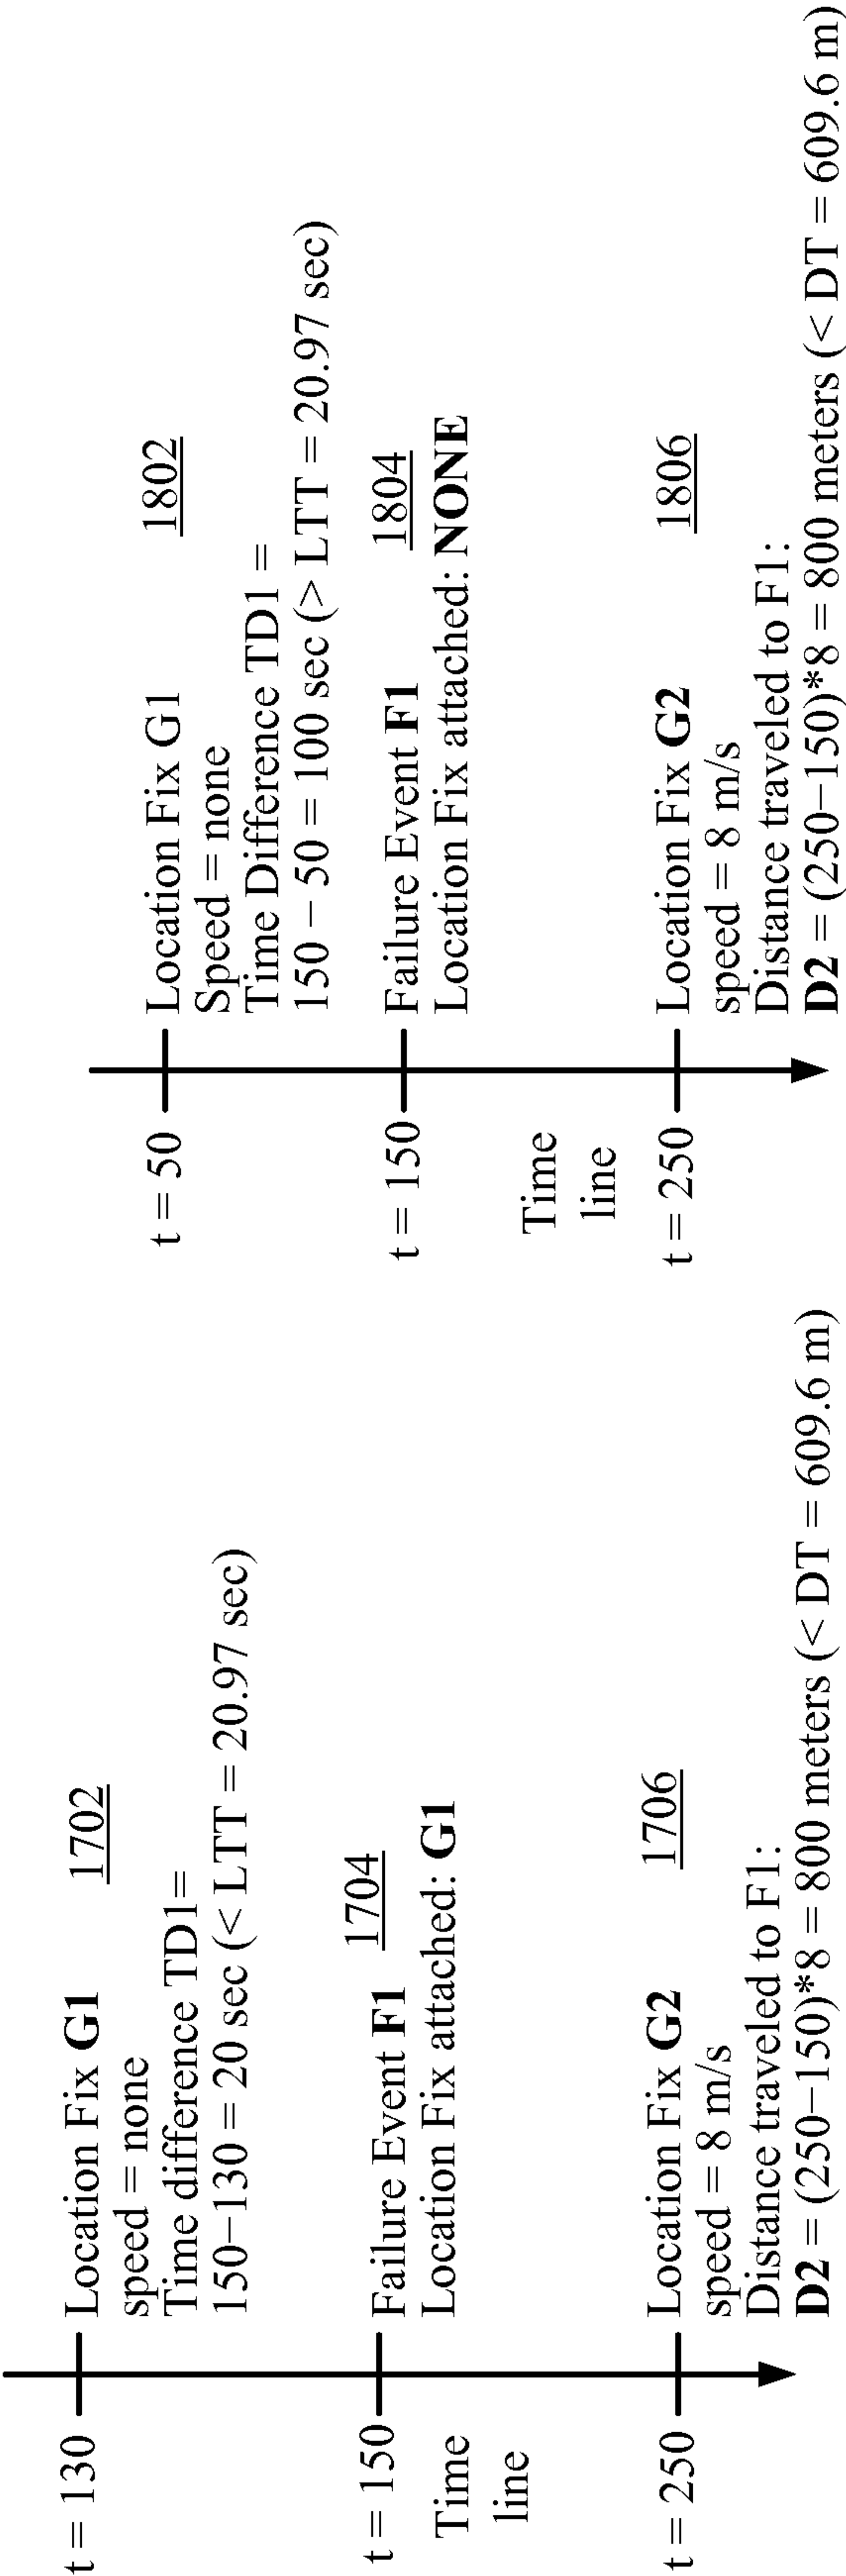 t = 130
Location Fix G1
1702
speed = none
Time difference TD1=
150−130 = 20 sec (< LTT = 20.97 sec)
t = 150
Failure Event F1
1704
Location Fix attached: G1
Time
line
t = 250
Location Fix G2
1706
speed = 8 m/s
Distance traveled to F1:
D2 = (250−150)*8 = 800 meters (< DT = 609.6 m)
t = 50
Location Fix G1
1802
Speed = none
Time Difference TD1 =
150 − 50 = 100 sec (> LTT = 20.97 sec)
t = 150
Failure Event F1
1804
Location Fix attached: NONE
Time
line
t = 250
Location Fix G2
1806
speed = 8 m/s
Distance traveled to F1:
D2 = (250−150)*8 = 800 meters (< DT = 609.6 m)